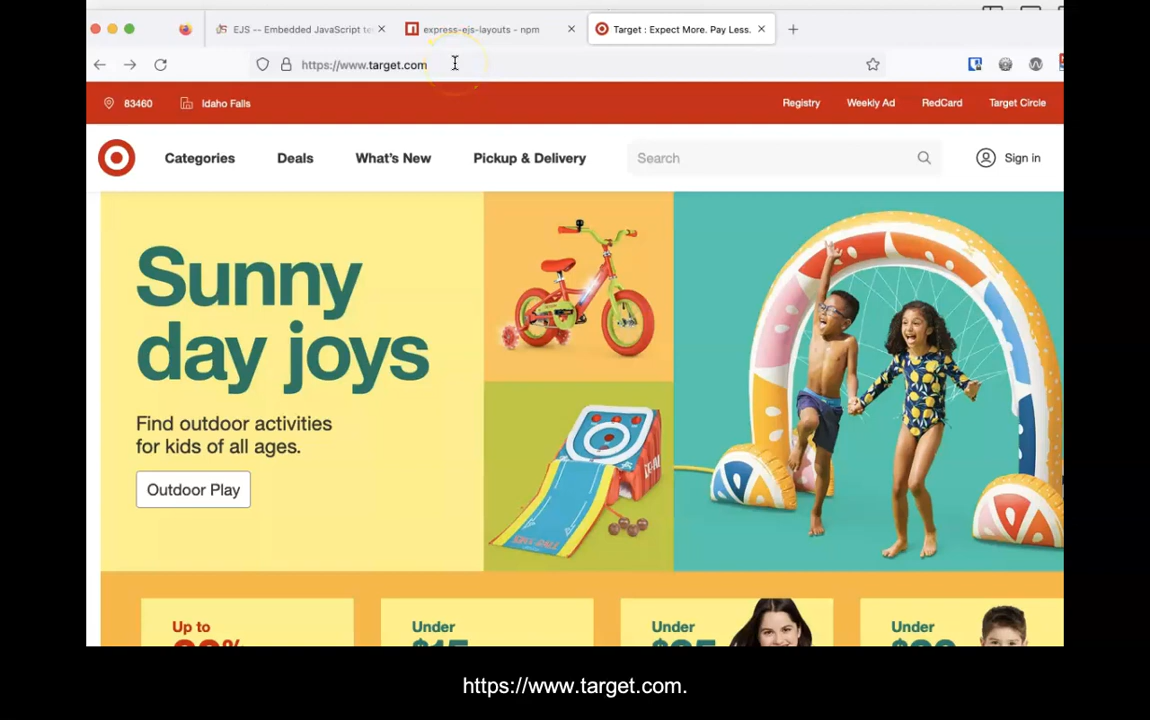 EJS -- Embedded JavaScript te
express-ejs-layouts - npm
Target : Expect More. Pay Less.
https://www.target.com
83460
Idaho Falls
Registry
Weekly Ad
RedCard
Target Circle
Categories
Deals
What's New
Pickup & Delivery
Search
Sign in
Sunny
day joys
Find outdoor activities
for kids of all ages.
Outdoor Play
Up to
Under
Under
Under
https://www.target.com.